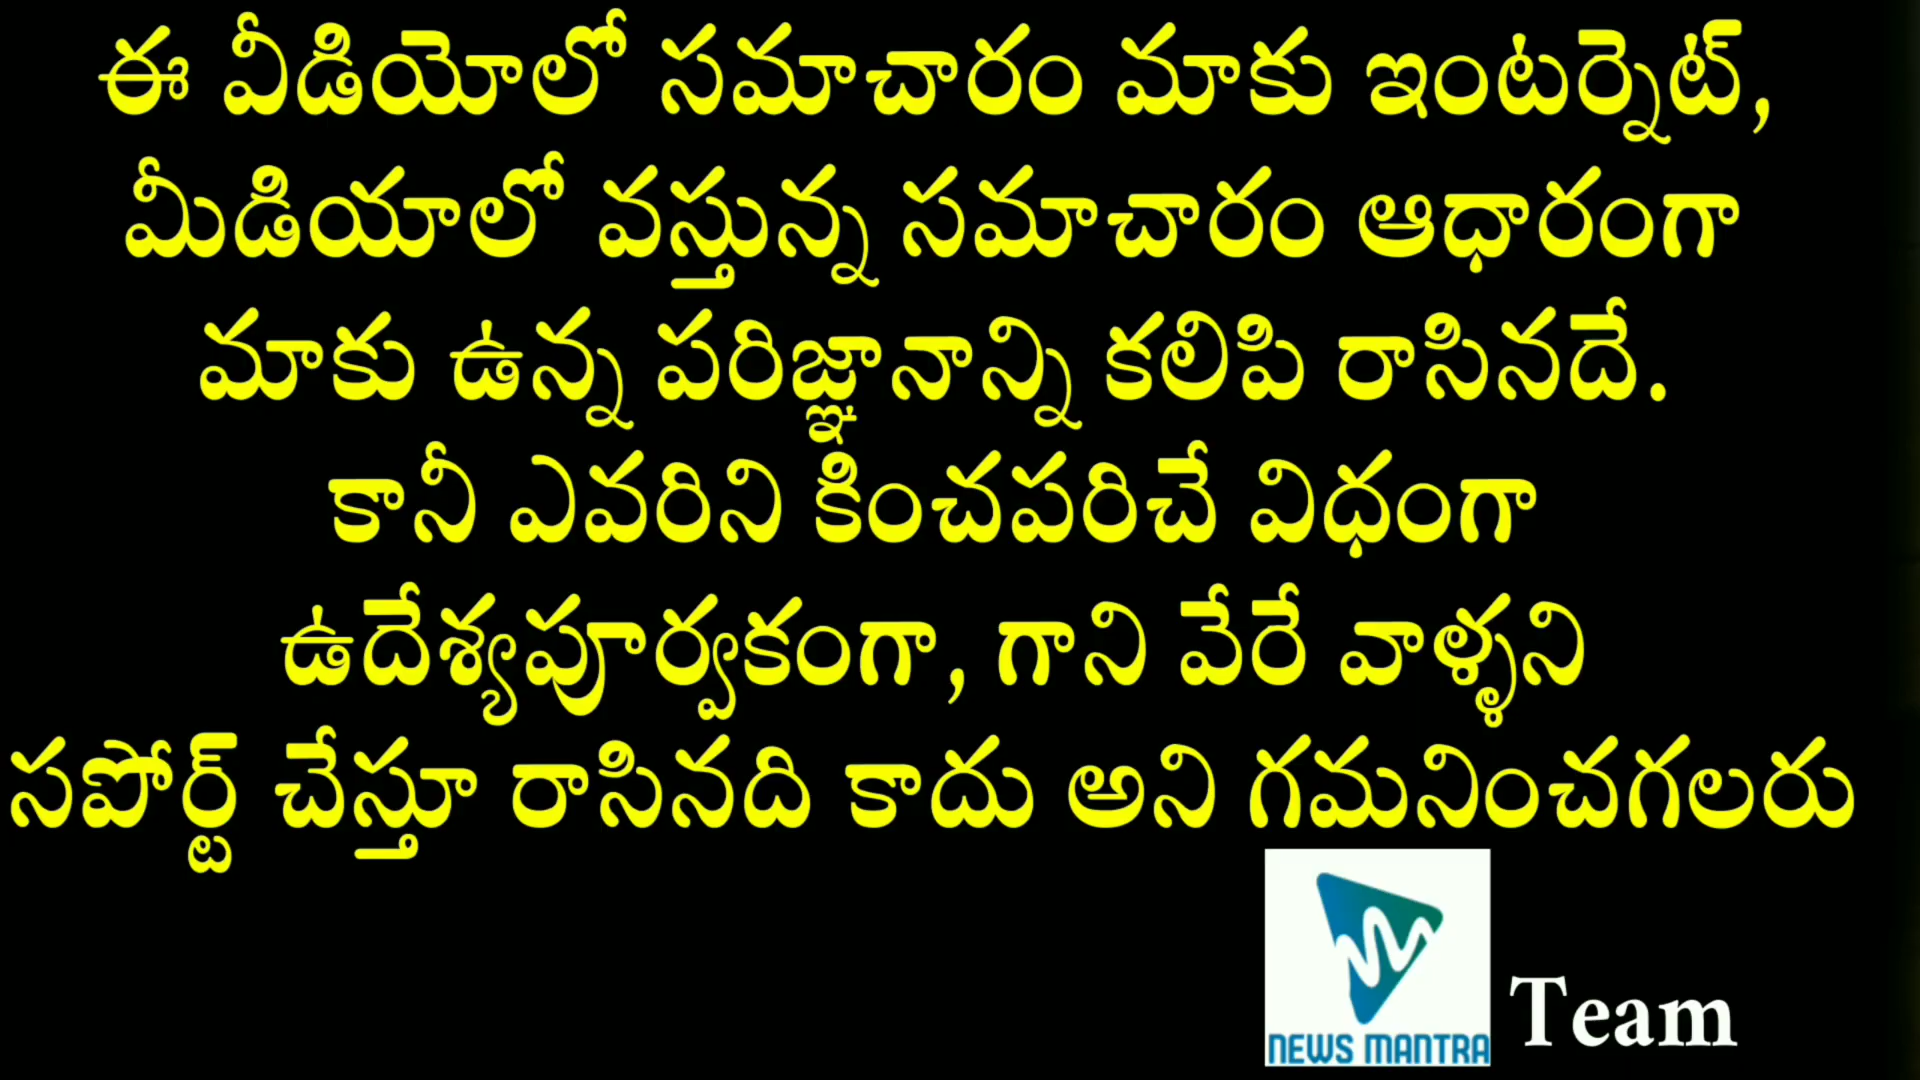 ఈ వీడియోలో సమాచారం మాకు ఇంటర్నెట్,
మీడియాలో వస్తున్న సమాచారం ఆధారంగా
మాకు ఉన్న పరిజ్ఞానాన్ని కలిపి రాసినదే.
కానీ ఎవరిని కించపరిచే విధంగా
ఉదేశ్యపూర్వకంగా, గాని వేరే వాళ్ళని
సపోర్ట్ చేస్తూ రాసినది కాదు అని గమనించగలరు
NEWS MANTRA Team